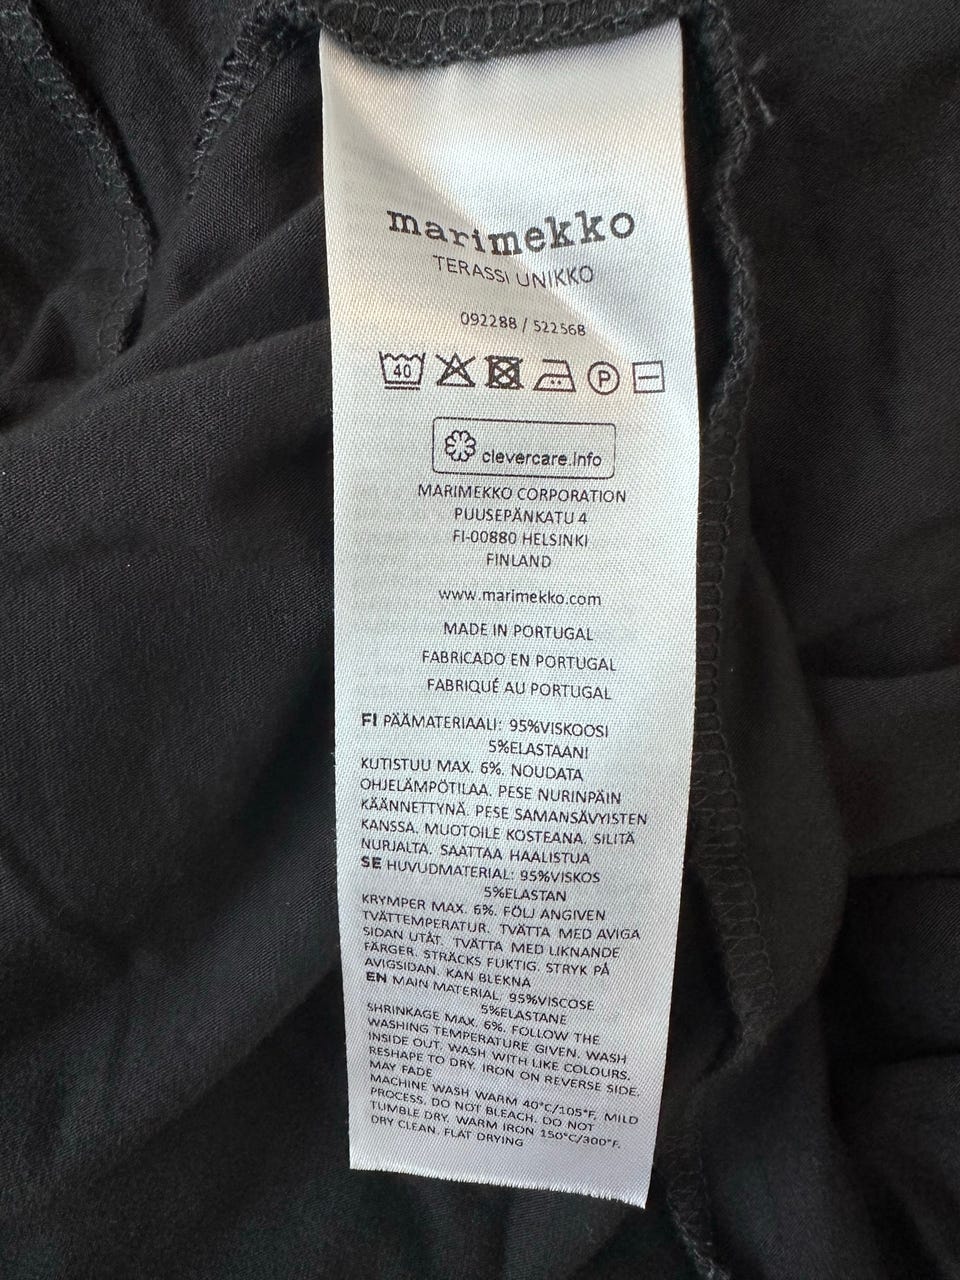 marimekko
TERASSI UNIKKO
092288 / 522568
40
P
clevercare.info
MARIMEKKO CORPORATION
PUUSEPÄNKATU 4
FI-00880 HELSINKI
FINLAND
www.marimekko.com
MADE IN PORTUGAL
FABRICADO EN PORTUGAL
FABRIQUÉ AU PORTUGAL
FI PÄÄMATERIAALI: 95%VISKOOSI
5%ELASTAANI
KUTISTUU MAX. 6%. NOUDATA
OHJELÄMPÖTILAA. PESE NURINPÄIN
KÄÄNNETTYNÄ. PESE SAMANSÄVYISTEN
KANSSA. MUOTOILE KOSTEANA. SILITÄ
NURJALTA. SAATTAA HAALISTUA
SE HUVUDMATERIAL: 95%VISKOS
5%ELASTAN
KRYMPER MAX. 6%. FÖLJ ANGIVEN
TVÄTTEMPERATUR. TVÄTTA MED AVIGA
SIDAN UTÅT. TVÄTTA MED LIKNANDE
FÄRGER. STRÄCKS FUKTIG. STRYK PÅ
AVIGSIDAN. KAN BLEKNA
EN MAIN MATERIAL: 95%VISCOSE
5%ELASTANE
SHRINKAGE MAX. 6%. FOLLOW THE
WASHING TEMPERATURE GIVEN. WASH
INSIDE OUT. WASH WITH LIKE COLOURS.
RESHAPE TO DRY. IRON ON REVERSE SIDE.
MAY FADE
MACHINE WASH WARM 40°C/105°F. MILD
PROCESS. DO NOT BLEACH. DO NOT
TUMBLE DRY. WARM IRON 150°C/300°F.
DRY CLEAN. FLAT DRYING